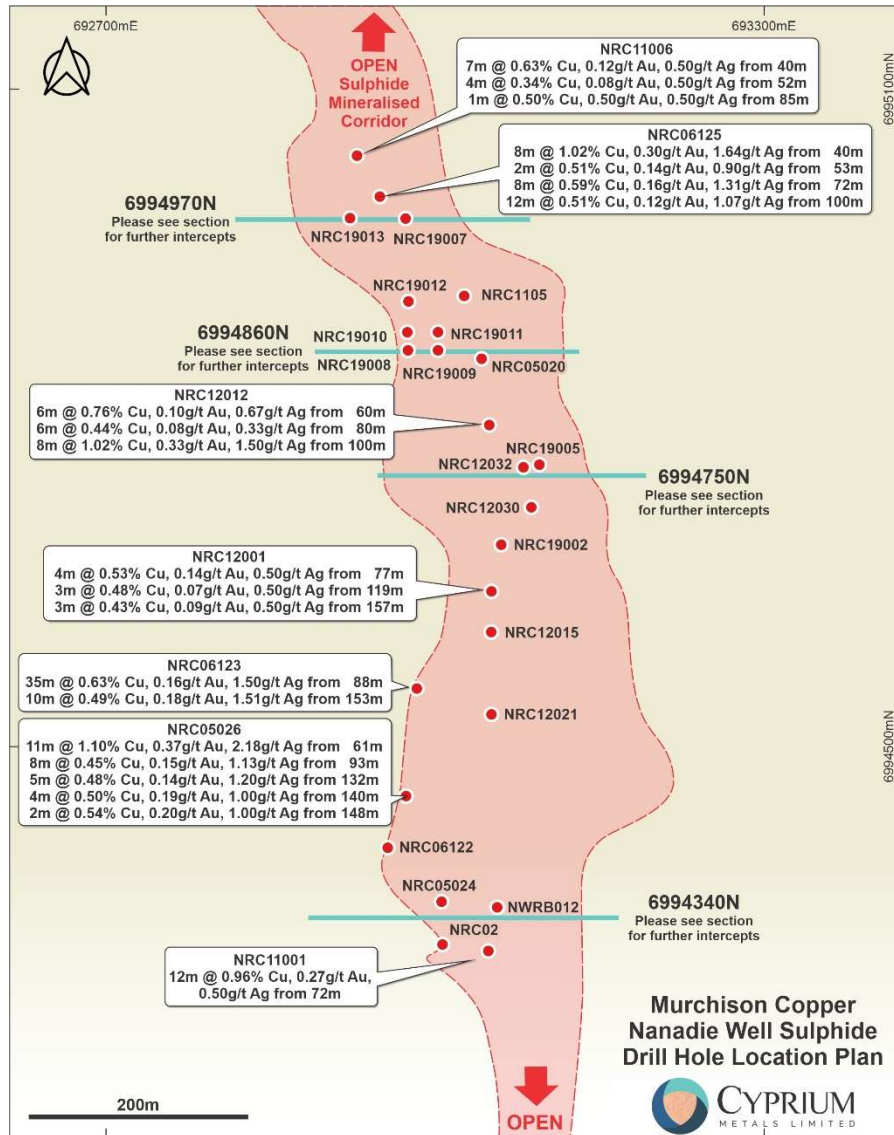 692700mE
693300mE
6995100mN
OPEN
Sulphide
Mineralised
Corridor
NRC11006
7m @ 0.63% Cu, 0.12g/t Au, 0.50g/t Ag from 40m
4m @ 0.34% Cu, 0.08g/t Au, 0.50g/t Ag from 52m
1m @ 0.50% Cu, 0.50g/t Au, 0.50g/t Ag from 85m
NRC06125
8m @ 1.02% Cu, 0.30g/t Au, 1.64g/t Ag from 40m
2m @ 0.51% Cu, 0.14g/t Au, 0.90g/t Ag from 53m
8m @ 0.59% Cu, 0.16g/t Au, 1.31g/t Ag from 72m
12m @ 0.51% Cu, 0.12g/t Au, 1.07g/t Ag from 100m
6994970N
Please see section
for further intercepts
NRC19013
NRC19007
NRC19012
NRC1105
6994860N
Please see section
for further intercepts
NRC19010
NRC19011
NRC19008
NRC19009
NRC05020
NRC12012
6m @ 0.76% Cu, 0.10g/t Au, 0.67g/t Ag from 60m
6m @ 0.44% Cu, 0.08g/t Au, 0.33g/t Ag from 80m
8m @ 1.02% Cu, 0.33g/t Au, 1.50g/t Ag from 100m
NRC19005
NRC12032
6994750N
Please see section
for further intercepts
NRC12030
NRC19002
NRC12001
4m @ 0.53% Cu, 0.14g/t Au, 0.50g/t Ag from 77m
3m @ 0.48% Cu, 0.07g/t Au, 0.50g/t Ag from 119m
3m @ 0.43% Cu, 0.09g/t Au, 0.50g/t Ag from 157m
NRC12015
NRC06123
35m @ 0.63% Cu, 0.16g/t Au, 1.50g/t Ag from 88m
10m @ 0.49% Cu, 0.18g/t Au, 1.51g/t Ag from 153m
NRC12021
6994500mN
NRC05026
11m @ 1.10% Cu, 0.37g/t Au, 2.18g/t Ag from 61m
8m @ 0.45% Cu, 0.15g/t Au, 1.13g/t Ag from 93m
5m @ 0.48% Cu, 0.14g/t Au, 1.20g/t Ag from 132m
4m @ 0.50% Cu, 0.19g/t Au, 1.00g/t Ag from 140m
2m @ 0.54% Cu, 0.20g/t Au, 1.00g/t Ag from 148m
NRC06122
NRC05024
NWRB012
6994340N
Please see section
for further intercepts
NRC02
NRC11001
12m @ 0.96% Cu, 0.27g/t Au,
0.50g/t Ag from 72m
Murchison Copper
Nanadie Well Sulphide
Drill Hole Location Plan
200m
OPEN
CYPRIUM
METALS LIMITED